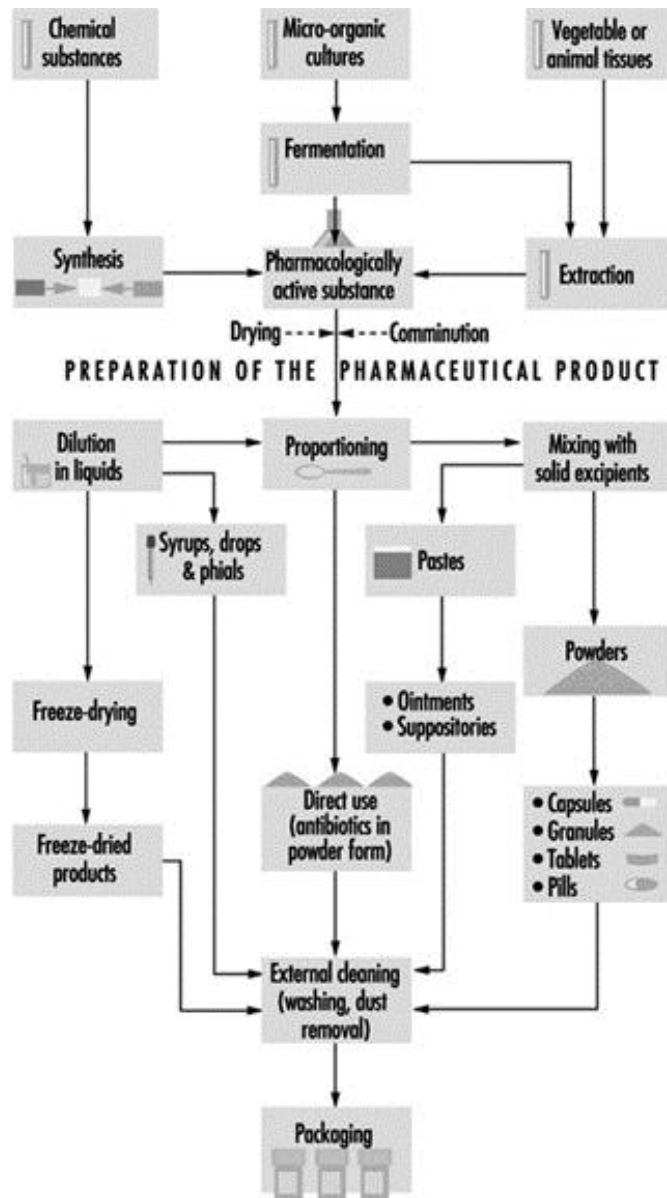 Chemical
substances
Micro-organic
cultures
Vegetable or
animal tissues
Fermentation
Synthesis
Pharmacologically
active substance
Extraction
Drying
Comminution
PREPARATION OF THE PHARMACEUTICAL PRODUCT
Dilution
in liquids
Proportioning
Mixing with
solid excipients
Syrups, drops
& phials
Pastes
Powders
Freeze-drying
• Ointments
• Suppositories
Direct use
(antibiotics in
powder form)
• Capsules
• Granules
• Tablets
• Pills
Freeze-dried
products
External cleaning
(washing, dust
removal)
Packaging